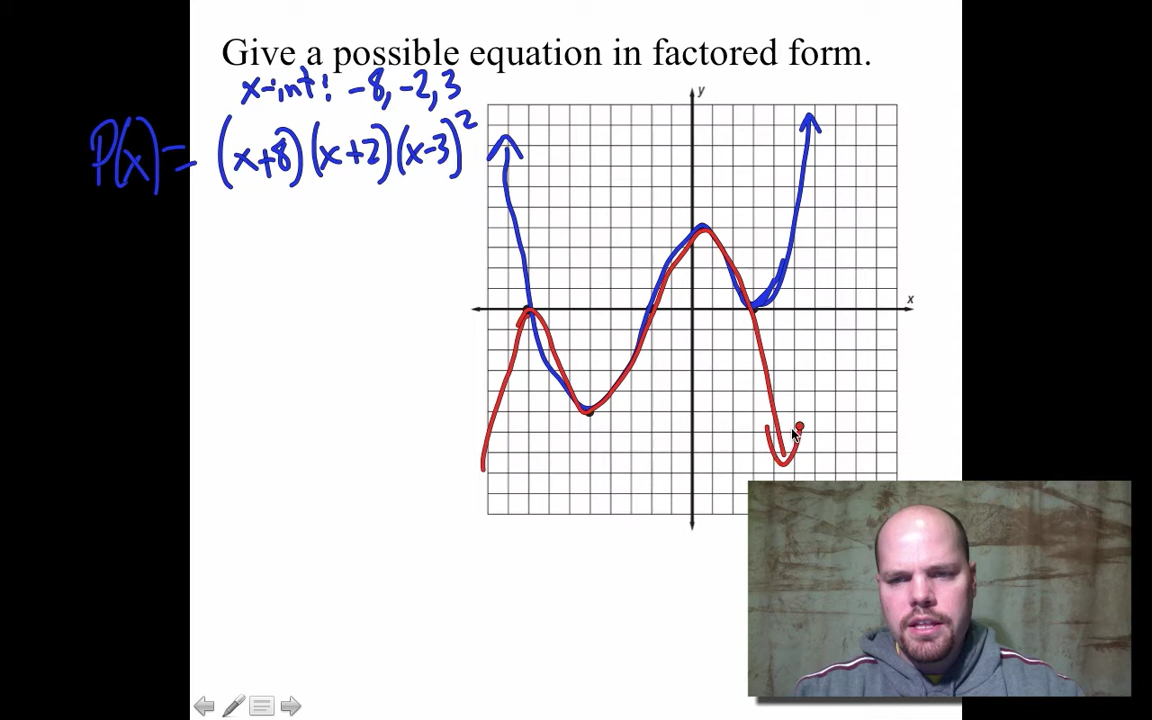 Give a possible equation in factored form.
x-int: -8, -2, 3
P(x) = (x+8)(x+2)(x-3)²
y
x